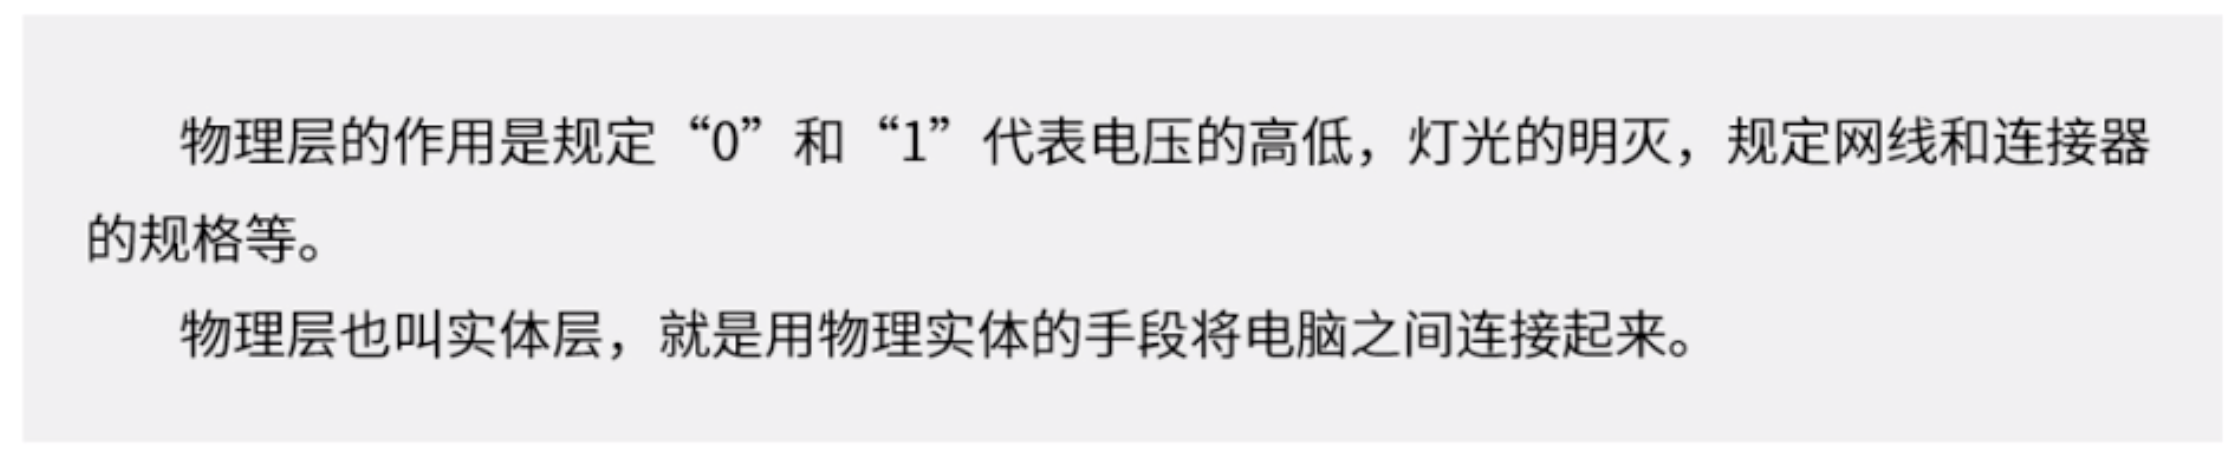 物理层的作用是规定“0”和“1”代表电压的高低，灯光的明灭，规定网线和连接器
的规格等。
物理层也叫实体层，就是用物理实体的手段将电脑之间连接起来。